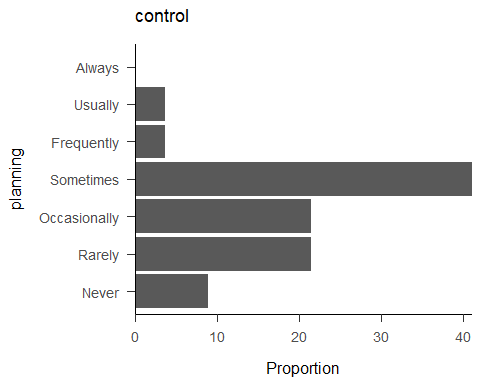 control
Always
Usually
Frequently
Sometimes
Occasionally
Rarely
Never
planning
0 10 20 30 40
Proportion